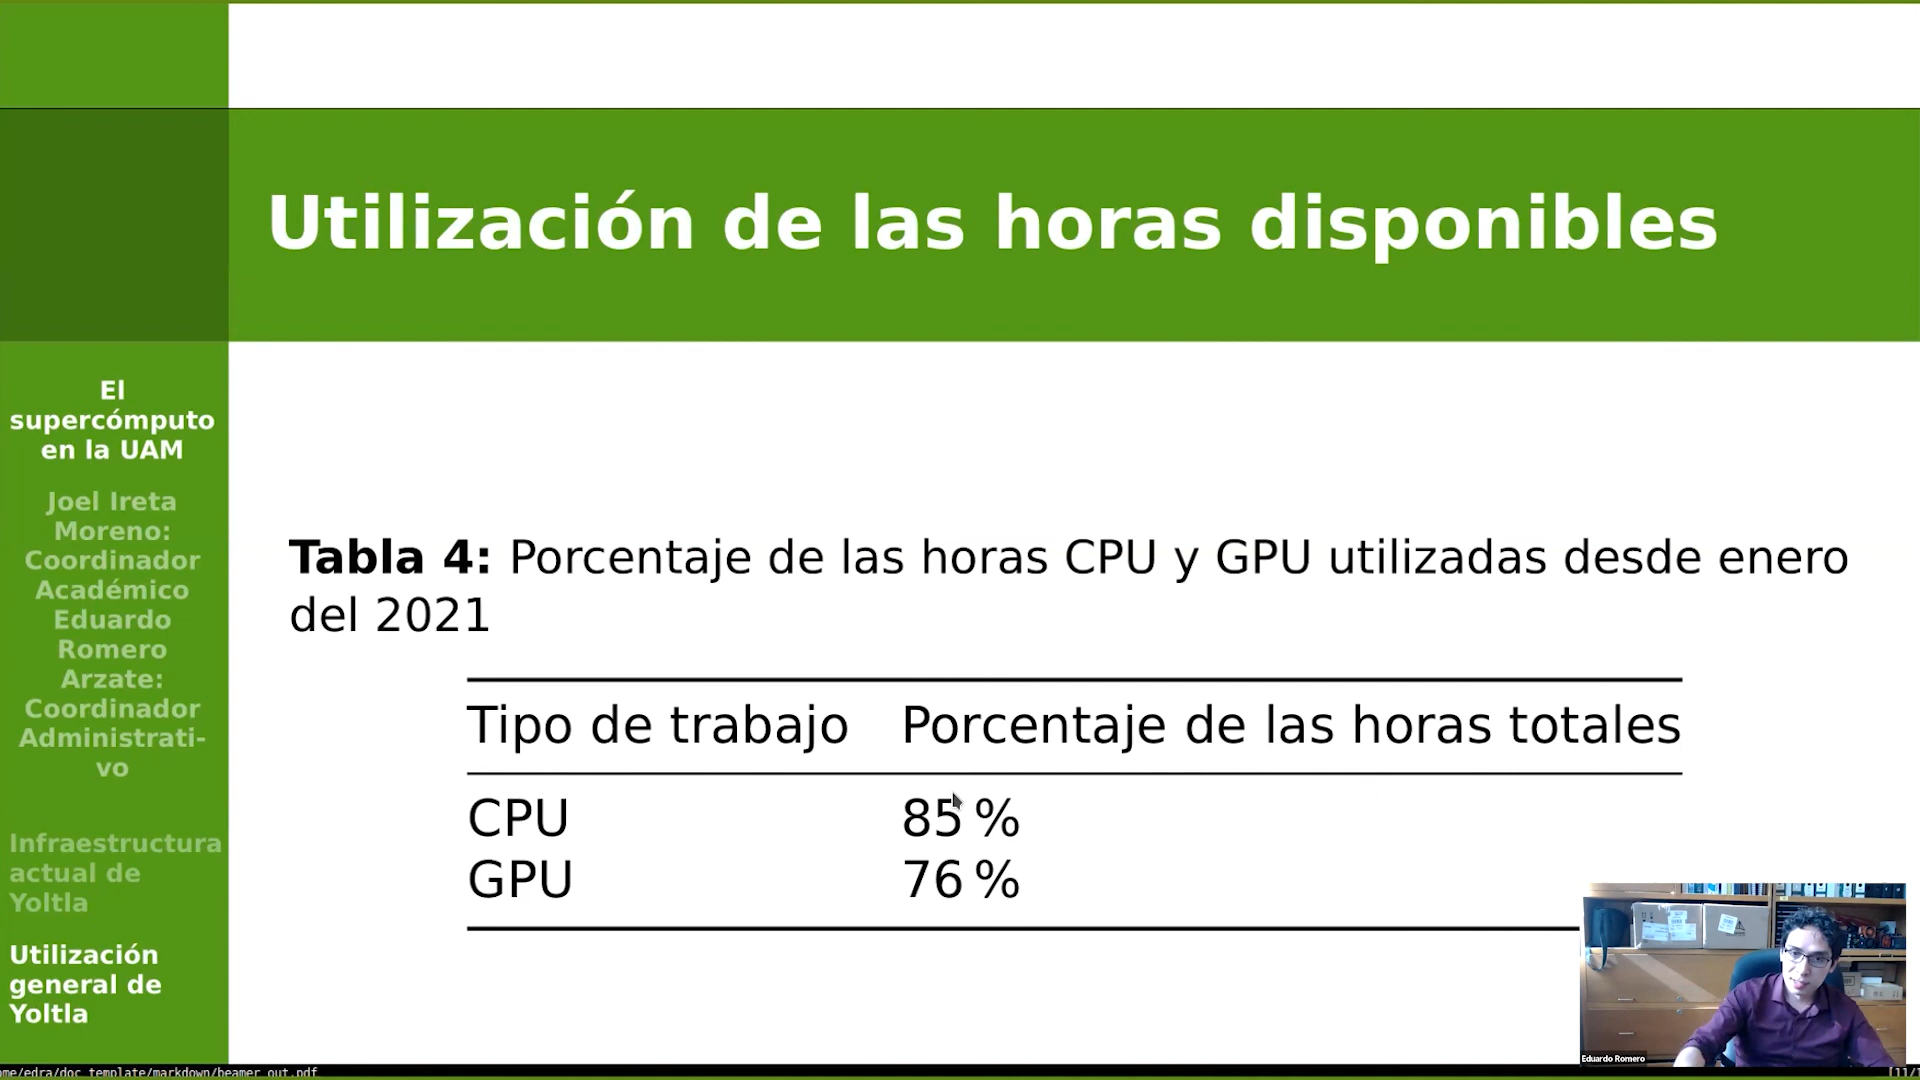 Utilización de las horas disponibles
El
supercómputo
en la UAM
Joel Ireta
Moreno:
Coordinador
Académico
Eduardo
Romero
Arzate:
Coordinador
Administrati-
vo
Infraestructura
actual de
Yoltla
Utilización
general de
Yoltla
Tabla 4: Porcentaje de las horas CPU y GPU utilizadas desde enero
del 2021
Tipo de trabajo Porcentaje de las horas totales
CPU 85 %
GPU 76 %
Eduardo Romero
ome/edra/doc_template/markdown/beamer_out.pdf